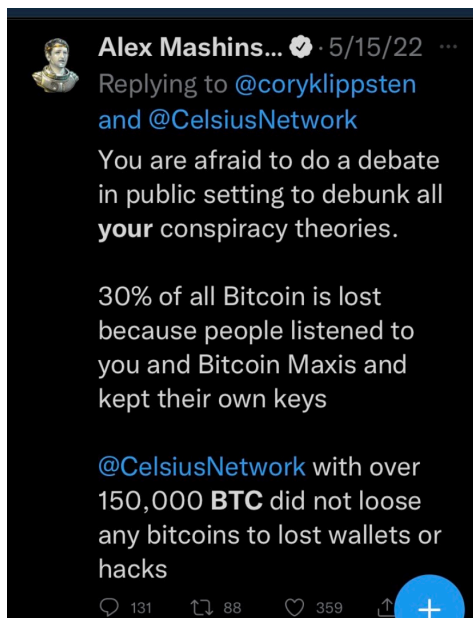 Alex Mashins... · 5/15/22 ...
Replying to @coryklippsten
and @CelsiusNetwork
You are afraid to do a debate
in public setting to debunk all
your conspiracy theories.
30% of all Bitcoin is lost
because people listened to
you and Bitcoin Maxis and
kept their own keys
@CelsiusNetwork with over
150,000 BTC did not loose
any bitcoins to lost wallets or
hacks
131 88 359